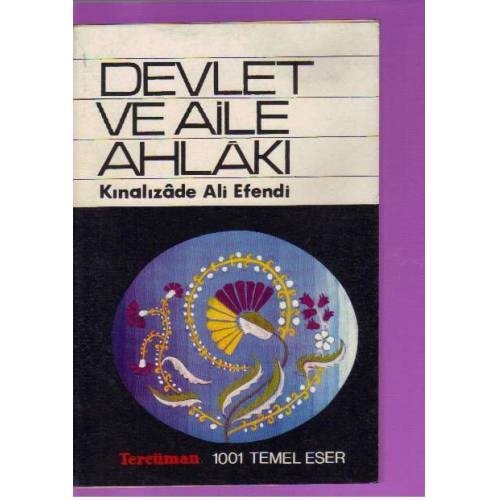 DEVLET
VE AİLE
AHLÂKI
Kınalızâde Ali Efendi
Tercüman 1001 TEMEL ESER